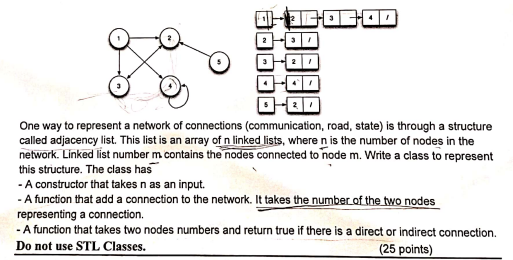 1 2 3 4 /
1 2
2 3 /
5
3 2 /
3 4
4 4 /
5 2 /
One way to represent a network of connections (communication, road, state) is through a structure
called adjacency list. This list is an array of n linked lists, where n is the number of nodes in the
network. Linked list number m contains the nodes connected to node m. Write a class to represent
this structure. The class has
- A constructor that takes n as an input.
- A function that add a connection to the network. It takes the number of the two nodes
representing a connection.
- A function that takes two nodes numbers and return true if there is a direct or indirect connection.
Do not use STL Classes. (25 points)